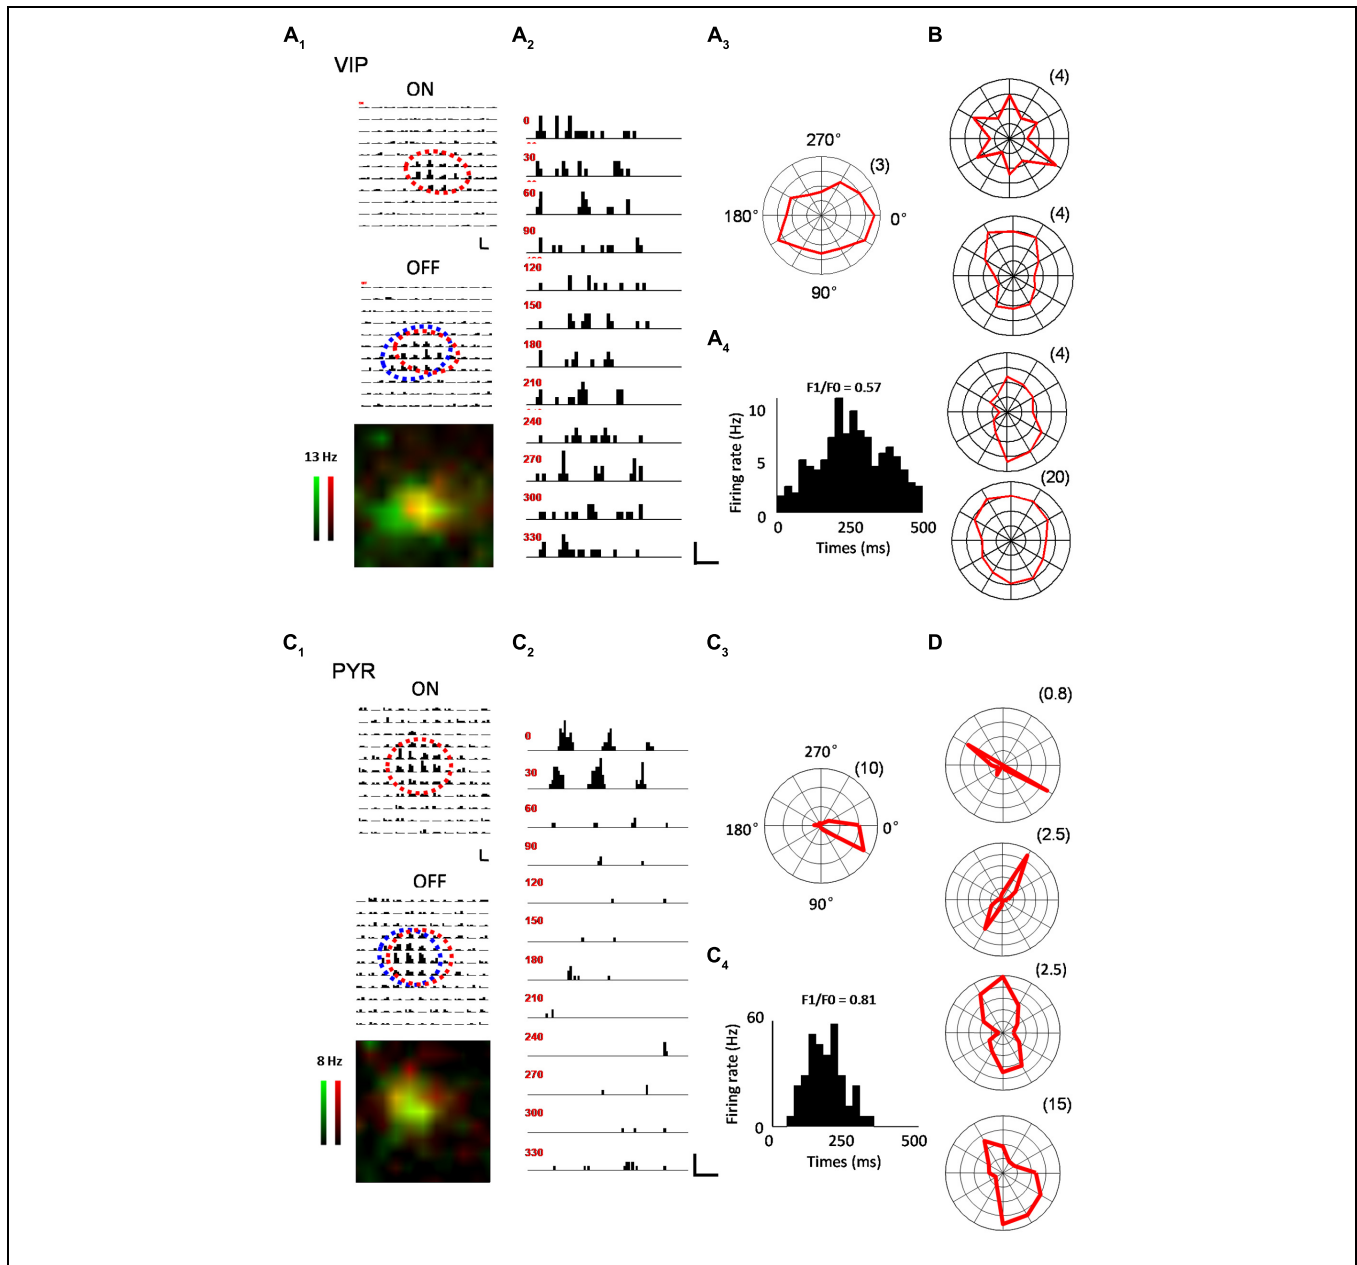 A1
VIP
ON
OFF
13 Hz
A2
0
30
60
90
120
150
180
210
240
270
300
330
A3
270°
(3)
180°
0°
90°
A4
F1/F0 = 0.57
Firing rate (Hz)
10
5
0
0
250
500
Times (ms)
B
(4)
(4)
(4)
(20)
C1
PYR
ON
OFF
8 Hz
C2
0
30
60
90
120
150
180
210
240
270
300
330
C3
270°
(10)
180°
0°
90°
C4
F1/F0 = 0.81
Firing rate (Hz)
60
0
0
250
500
Times (ms)
D
(0.8)
(2.5)
(2.5)
(15)